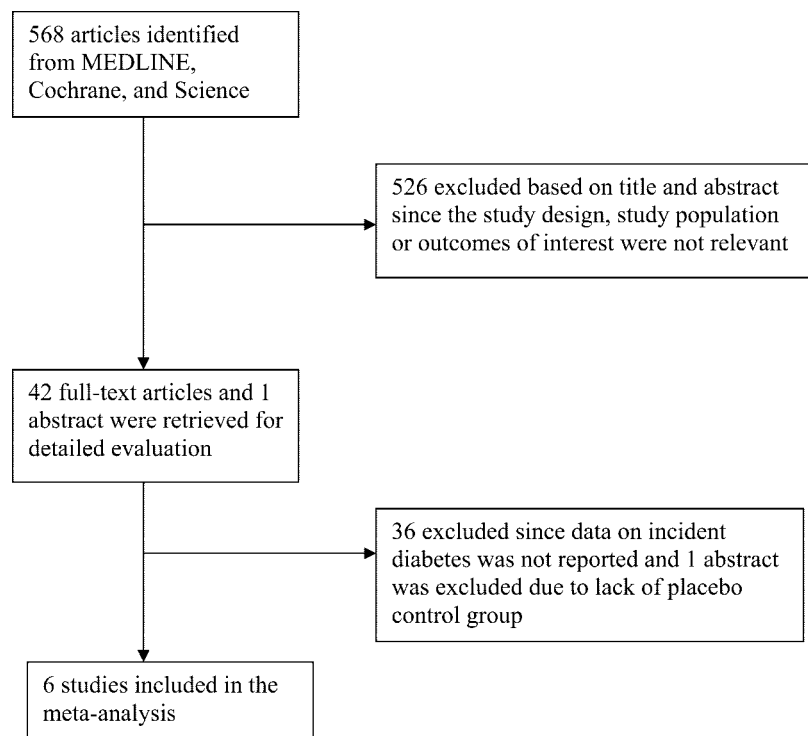 568 articles identified
from MEDLINE,
Cochrane, and Science
526 excluded based on title and abstract
since the study design, study population
or outcomes of interest were not relevant
42 full-text articles and 1
abstract were retrieved for
detailed evaluation
36 excluded since data on incident
diabetes was not reported and 1 abstract
was excluded due to lack of placebo
control group
6 studies included in the
meta-analysis